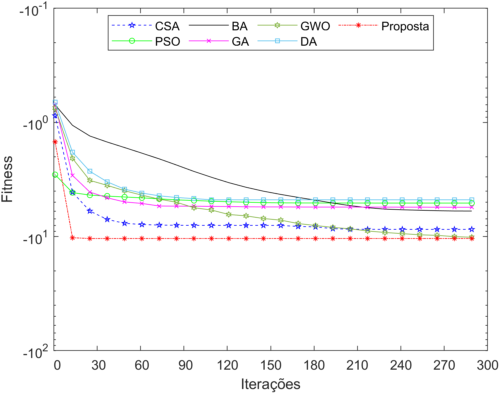 CSA BA GWO Proposta
PSO GA DA
-10^-1
-10^0
-10^1
-10^2
Fitness
0 30 60 90 120 150 180 210 240 270 300
Iterações